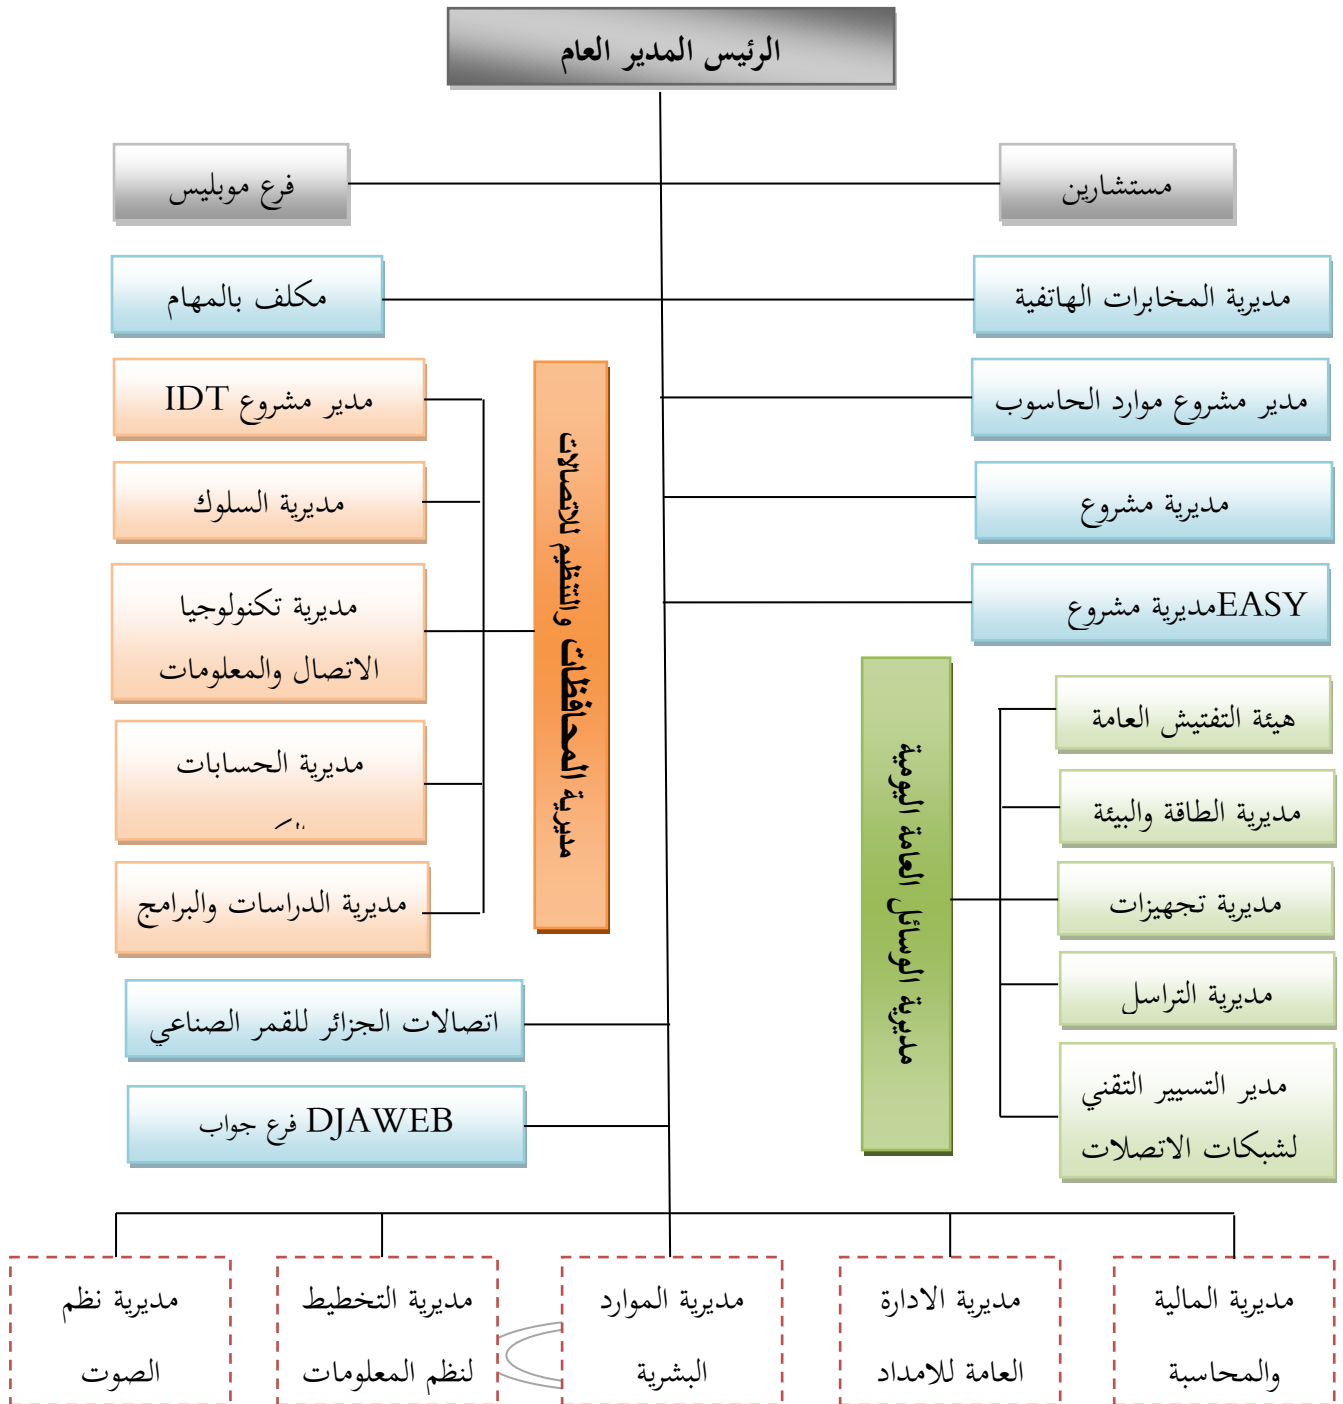 الرئيس المدير العام
مستشارين
فرع موبليس
مديرية المخابرات الهاتفية
مكلف بالمهام
مدير مشروع موارد الحاسوب
مدير مشروع IDT
مديرية مشروع
مديرية السلوك
EASYمديرية مشروع
مديرية تكنولوجيا
الاتصال والمعلومات
مديرية الحسابات
مديرية الدراسات والبرامج
مديرية المحافظات والتنظيم للاتصالات
مديرية الوسائل العامة اليومية
هيئة التفتيش العامة
مديرية الطاقة والبيئة
مديرية تجهيزات
مديرية التراسل
مدير التسيير التقني
لشبكات الاتصلات
اتصالات الجزائر للقمر الصناعي
DJAWEB فرع جواب
مديرية المالية
والمحاسبة
مديرية الادارة
العامة للامداد
مديرية الموارد
البشرية
مديرية التخطيط
لنظم المعلومات
مديرية نظم
الصوت